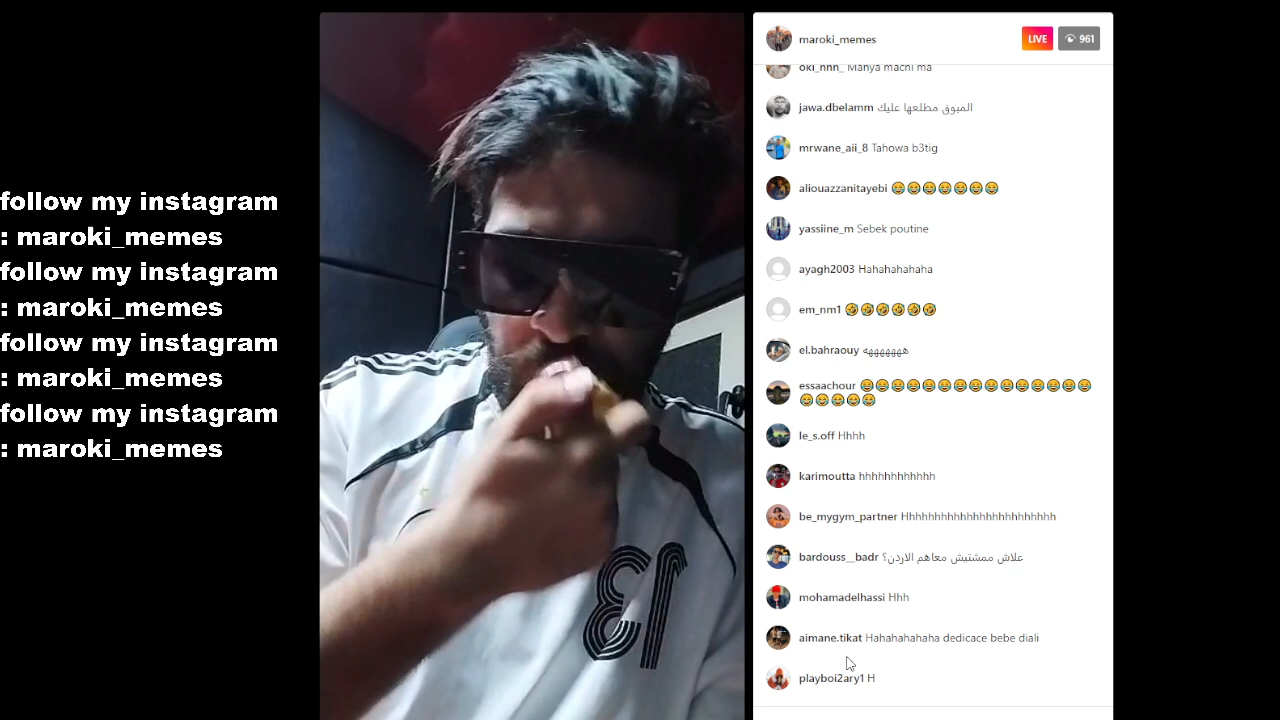 follow my instagram
: maroki_memes
follow my instagram
: maroki_memes
follow my instagram
: maroki_memes
follow my instagram
: maroki_memes
13
maroki_memes LIVE 961
oki_nnn_ Manya machi ma
jawa.dbelamm المبوق مطلعها عليك
mrwane_aii_8 Tahowa b3tig
aliouazzanitayebi 😂😂😂😂😂😂😂
yassiine_m Sebek poutine
ayagh2003 Hahahahahaha
em_nm1 🤣🤣🤣🤣🤣🤣
el.bahraouy هههههههه
essaachour 😂😂😂😂😂😂😂😂😂😂😂😂😂😂😂
😂😂😂😂😂
le_s.off Hhhh
karimoutta hhhhhhhhhhhh
be_mygym_partner Hhhhhhhhhhhhhhhhhhhhhhhh
bardouss__badr علاش ممشتيش معاهم الاردن؟
mohamadelhassi Hhh
aimane.tikat Hahahahahaha dedicace bebe diali
playboi2ary1 H